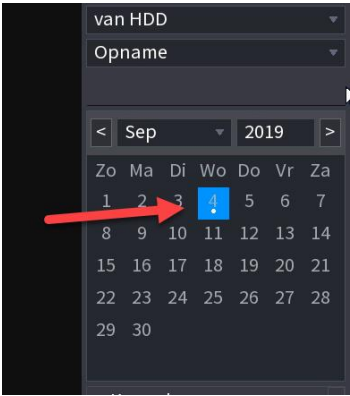 van HDD
Opname
< Sep 2019 >
Zo Ma Di Wo Do Vr Za
1 2 3 4 5 6 7
8 9 10 11 12 13 14
15 16 17 18 19 20 21
22 23 24 25 26 27 28
29 30